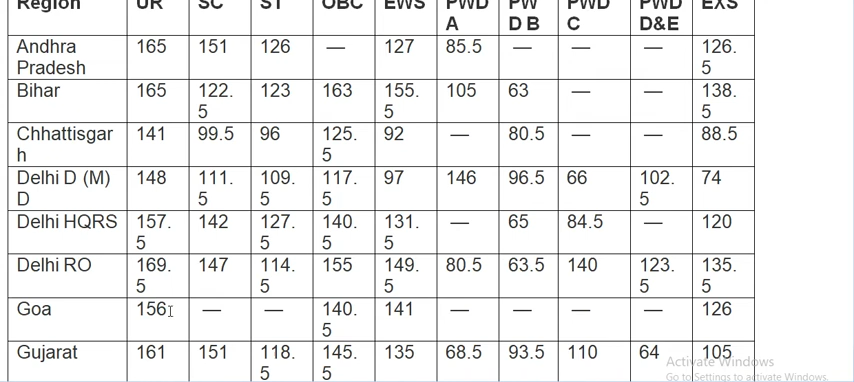 Region UR SC ST OBC EWS PWD A PW D B PWD C PWD D&E EXS
Andhra Pradesh 165 151 126 — 127 85.5 — — — 126.5
Bihar 165 122.5 123 163 155.5 105 63 — — 138.5
Chhattisgarh 141 99.5 96 125.5 92 — 80.5 — — 88.5
Delhi D (M) D 148 111.5 109.5 117.5 97 146 96.5 66 102.5 74
Delhi HQRS 157.5 142 127.5 140.5 131.5 — 65 84.5 — 120
Delhi RO 169.5 147 114.5 155 149.5 80.5 63.5 140 123.5 135.5
Goa 156 — — 140.5 141 — — — — 126
Gujarat 161 151 118.5 145.5 135 68.5 93.5 110 64 105
Activate Windows
Go to Settings to activate Windows.